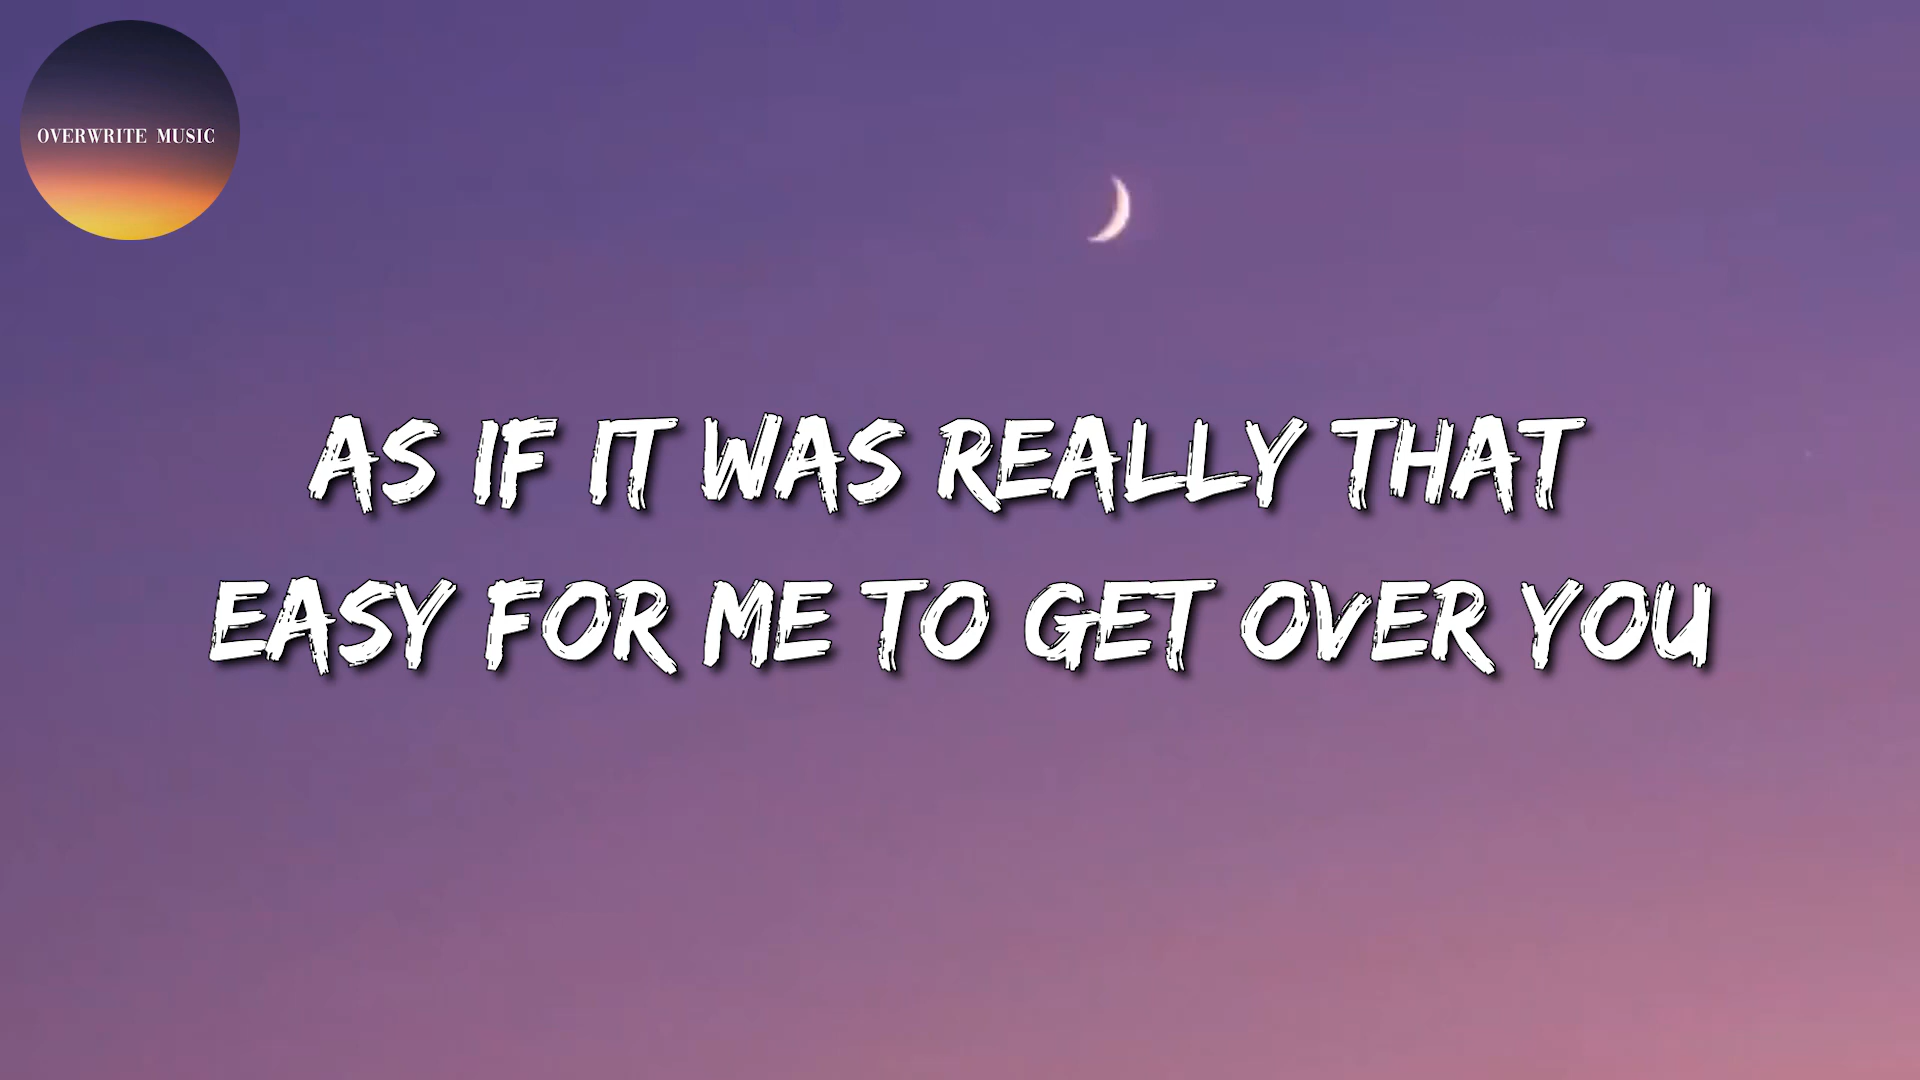 OVERWRITE MUSIC
AS IF IT WAS REALLY THAT
EASY FOR ME TO GET OVER YOU